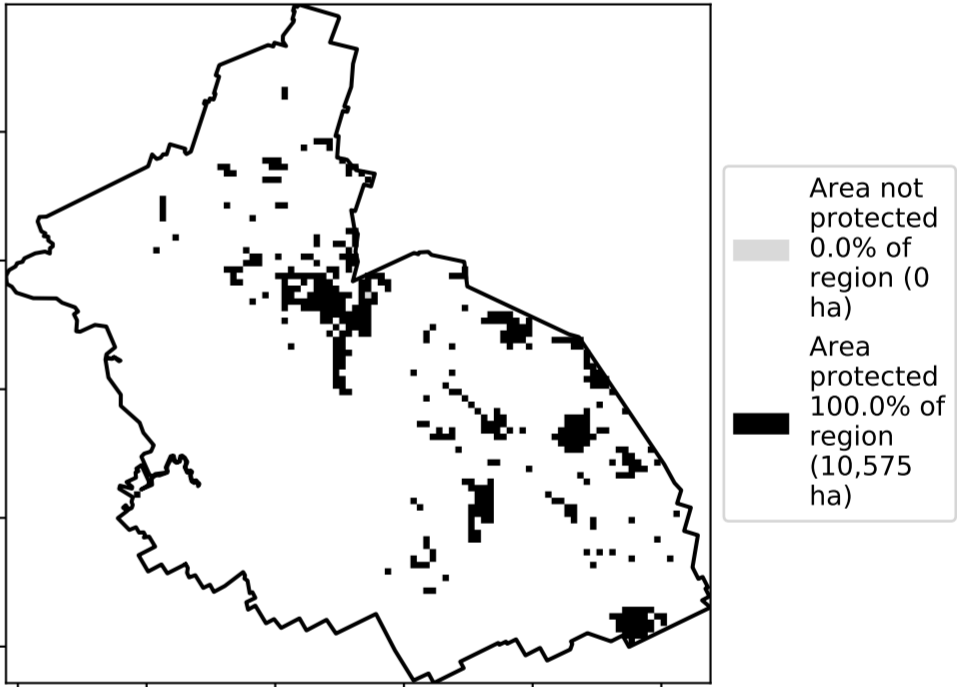 Area not
protected
0.0% of
region (0
ha)
Area
protected
100.0% of
region
(10,575
ha)